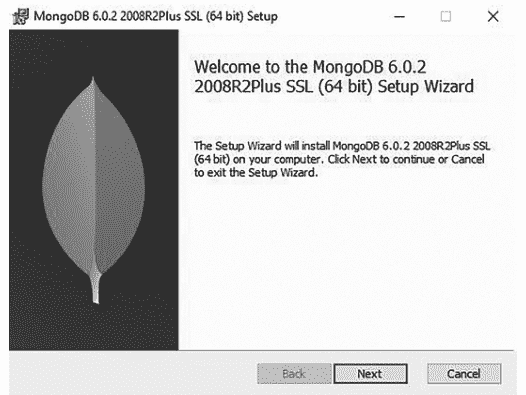 MongoDB 6.0.2 2008R2Plus SSL (64 bit) Setup
Welcome to the MongoDB 6.0.2
2008R2Plus SSL (64 bit) Setup Wizard
The Setup Wizard will install MongoDB 6.0.2 2008R2Plus SSL
(64 bit) on your computer. Click Next to continue or Cancel
to exit the Setup Wizard.
Back Next Cancel